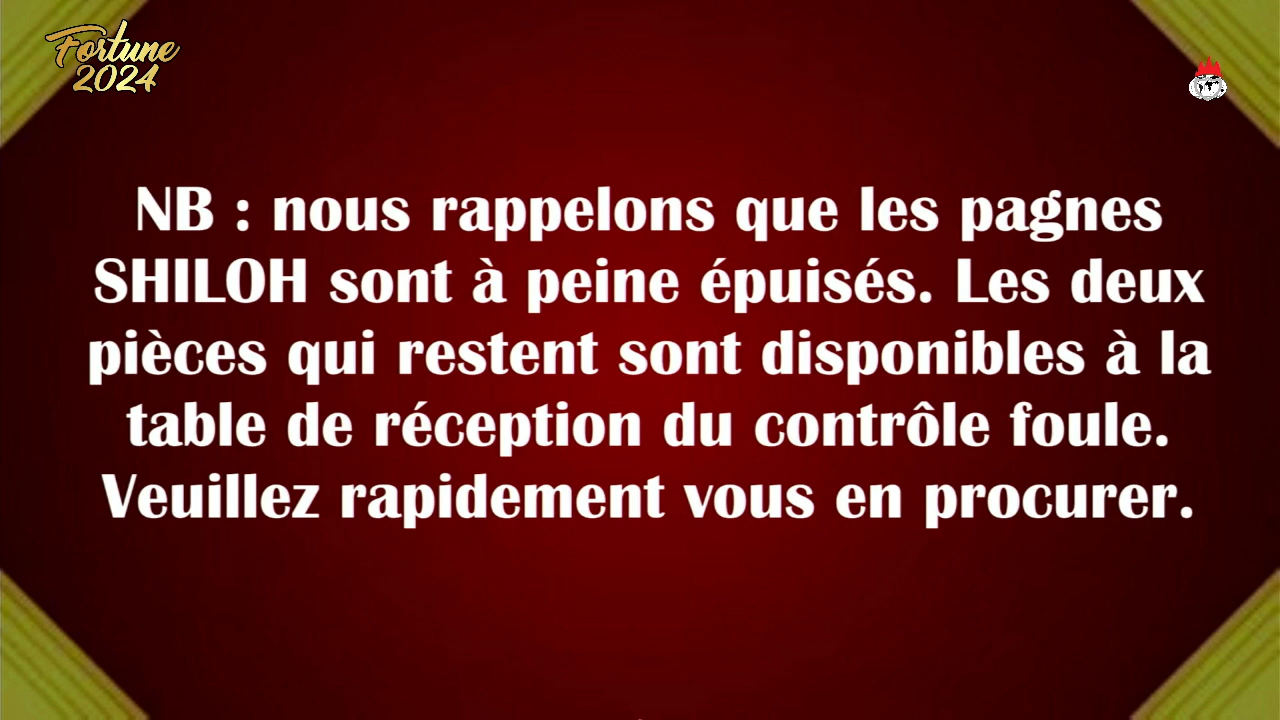 Fortune
2024
NB : nous rappelons que les pagnes
SHILOH sont à peine épuisés. Les deux
pièces qui restent sont disponibles à la
table de réception du contrôle foule.
Veuillez rapidement vous en procurer.